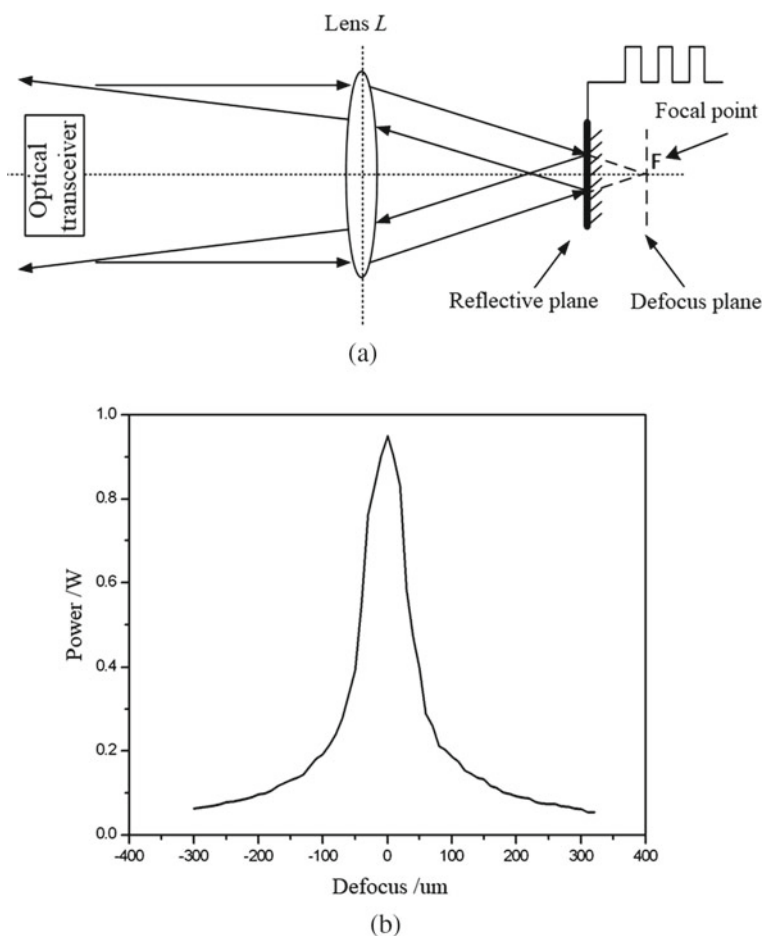 Lens L
Optical
transceiver
Focal point
F
Reflective plane
Defocus plane
(a)
1.0
0.8
0.6
0.4
0.2
0.0
Power /W
-400
-300
-200
-100
0
100
200
300
400
Defocus /um
(b)